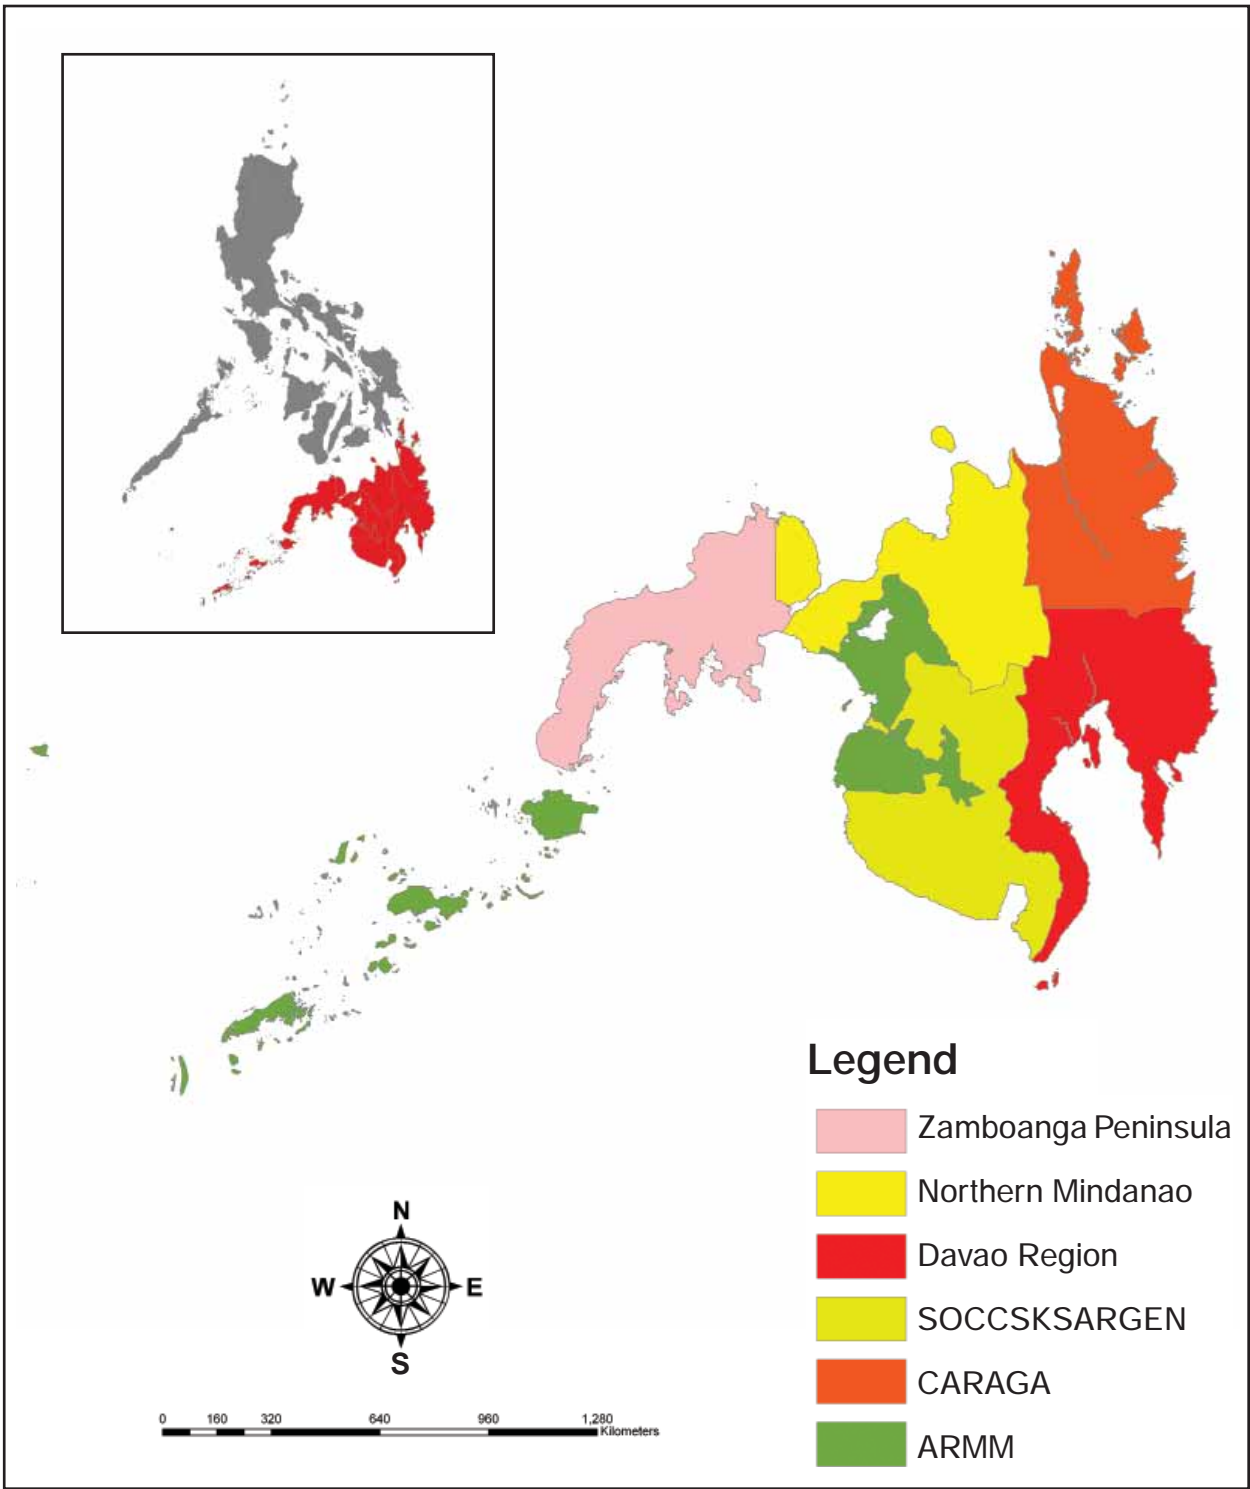 Legend
Zamboanga Peninsula
Northern Mindanao
Davao Region
SOCCSKSARGEN
CARAGA
ARMM
N
W E
S
0 160 320 640 960 1,280
Kilometers